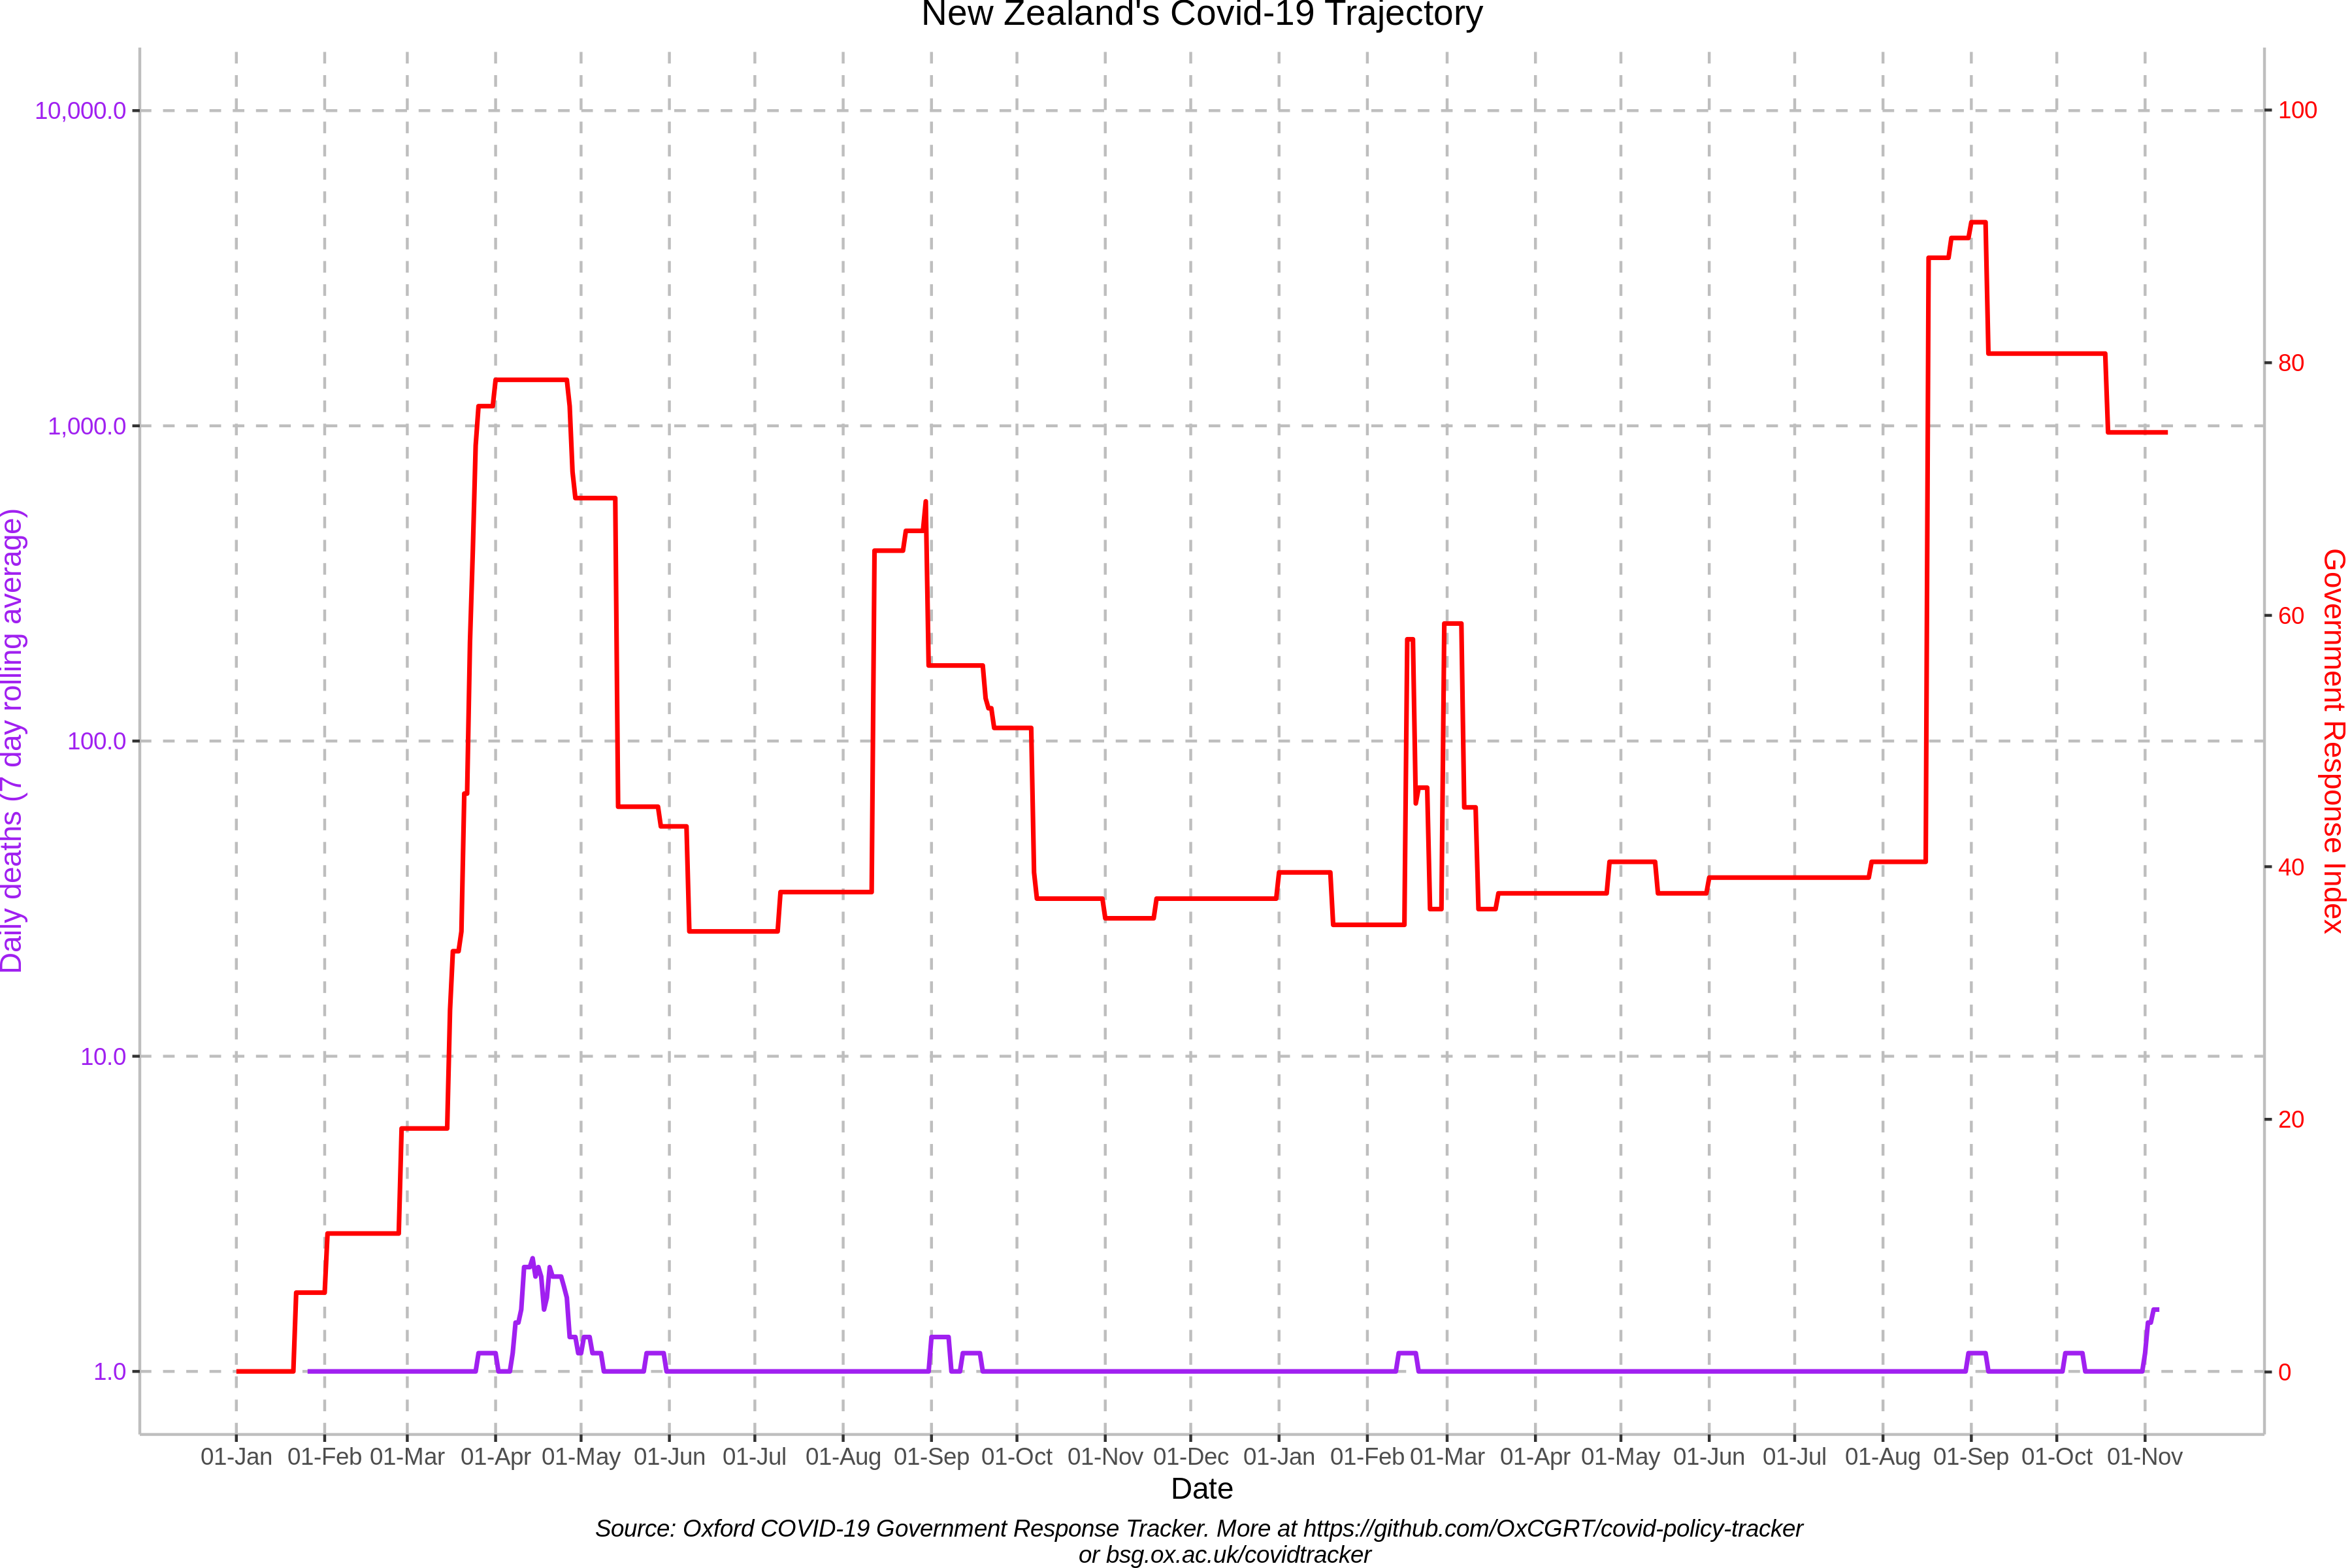 New Zealand's Covid-19 Trajectory
10,000.0
1,000.0
100.0
10.0
1.0
Daily deaths (7 day rolling average)
100
80
60
40
20
0
Government Response Index
01-Jan 01-Feb 01-Mar 01-Apr 01-May 01-Jun 01-Jul 01-Aug 01-Sep 01-Oct 01-Nov 01-Dec 01-Jan 01-Feb 01-Mar 01-Apr 01-May 01-Jun 01-Jul 01-Aug 01-Sep 01-Oct 01-Nov
Date
Source: Oxford COVID-19 Government Response Tracker. More at https://github.com/OxCGRT/covid-policy-tracker
or bsg.ox.ac.uk/covidtracker